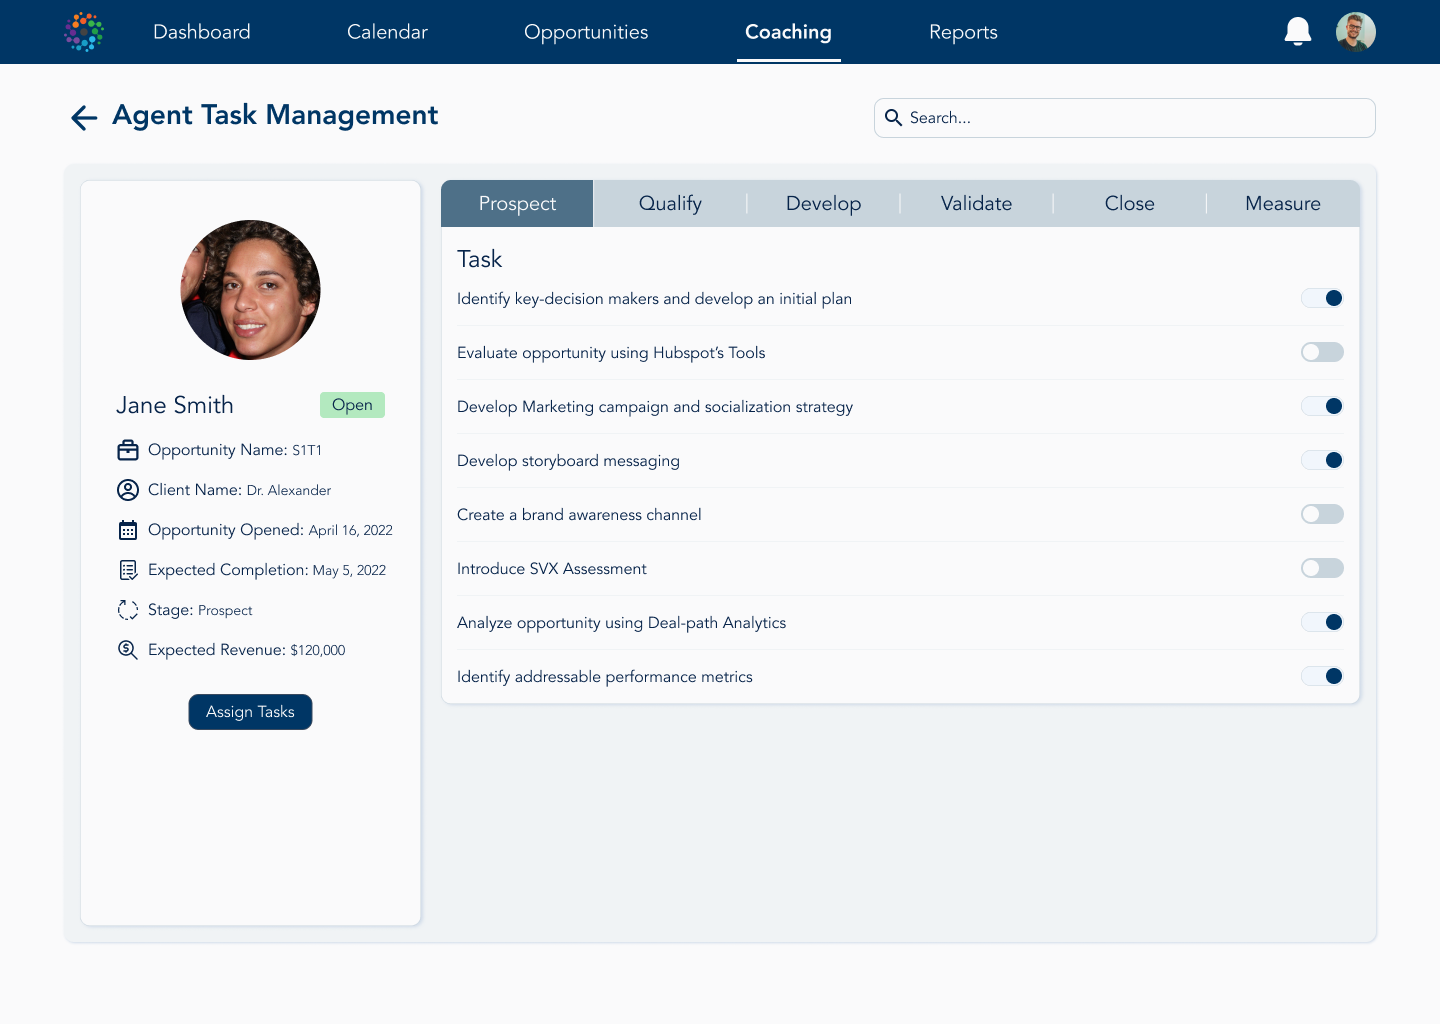 Dashboard
Calendar
Opportunities
Coaching
Reports
Agent Task Management
Search...
Jane Smith
Open
Opportunity Name: S1T1
Client Name: Dr. Alexander
Opportunity Opened: April 16, 2022
Expected Completion: May 5, 2022
Stage: Prospect
Expected Revenue: $120,000
Assign Tasks
Prospect
Qualify
Develop
Validate
Close
Measure
Task
Identify key-decision makers and develop an initial plan
Evaluate opportunity using Hubspot’s Tools
Develop Marketing campaign and socialization strategy
Develop storyboard messaging
Create a brand awareness channel
Introduce SVX Assessment
Analyze opportunity using Deal-path Analytics
Identify addressable performance metrics